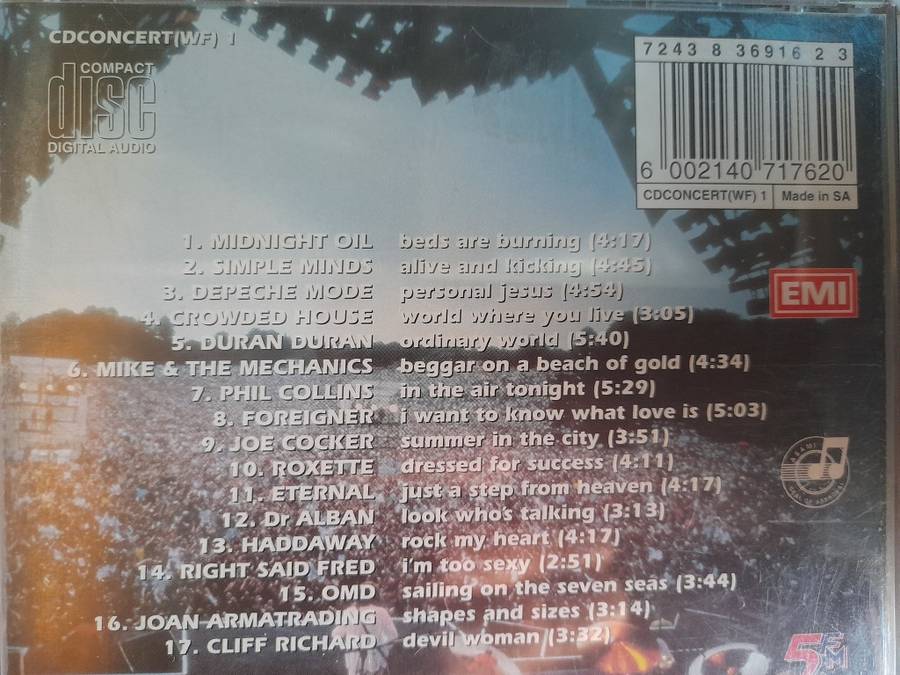 CDCONCERT(WF) 1
COMPACT
disc
DIGITAL AUDIO
7243 8 36916 2 3
6 002140 717620
CDCONCERT(WF) 1 Made in SA
EMI
1. MIDNIGHT OIL beds are burning (4:17)
2. SIMPLE MINDS alive and kicking (4:45)
3. DEPECHE MODE personal jesus (4:54)
4. CROWDED HOUSE world where you live (3:05)
5. DURAN DURAN ordinary world (5:40)
6. MIKE & THE MECHANICS beggar on a beach of gold (4:34)
7. PHIL COLLINS in the air tonight (5:29)
8. FOREIGNER i want to know what love is (5:03)
9. JOE COCKER summer in the city (3:51)
10. ROXETTE dressed for success (4:11)
11. ETERNAL just a step from heaven (4:17)
12. Dr ALBAN look who's talking (3:13)
13. HADDAWAY rock my heart (4:17)
14. RIGHT SAID FRED i'm too sexy (2:51)
15. OMD sailing on the seven seas (3:44)
16. JOAN ARMATRADING shapes and sizes (3:14)
17. CLIFF RICHARD devil woman (3:32)
5FM